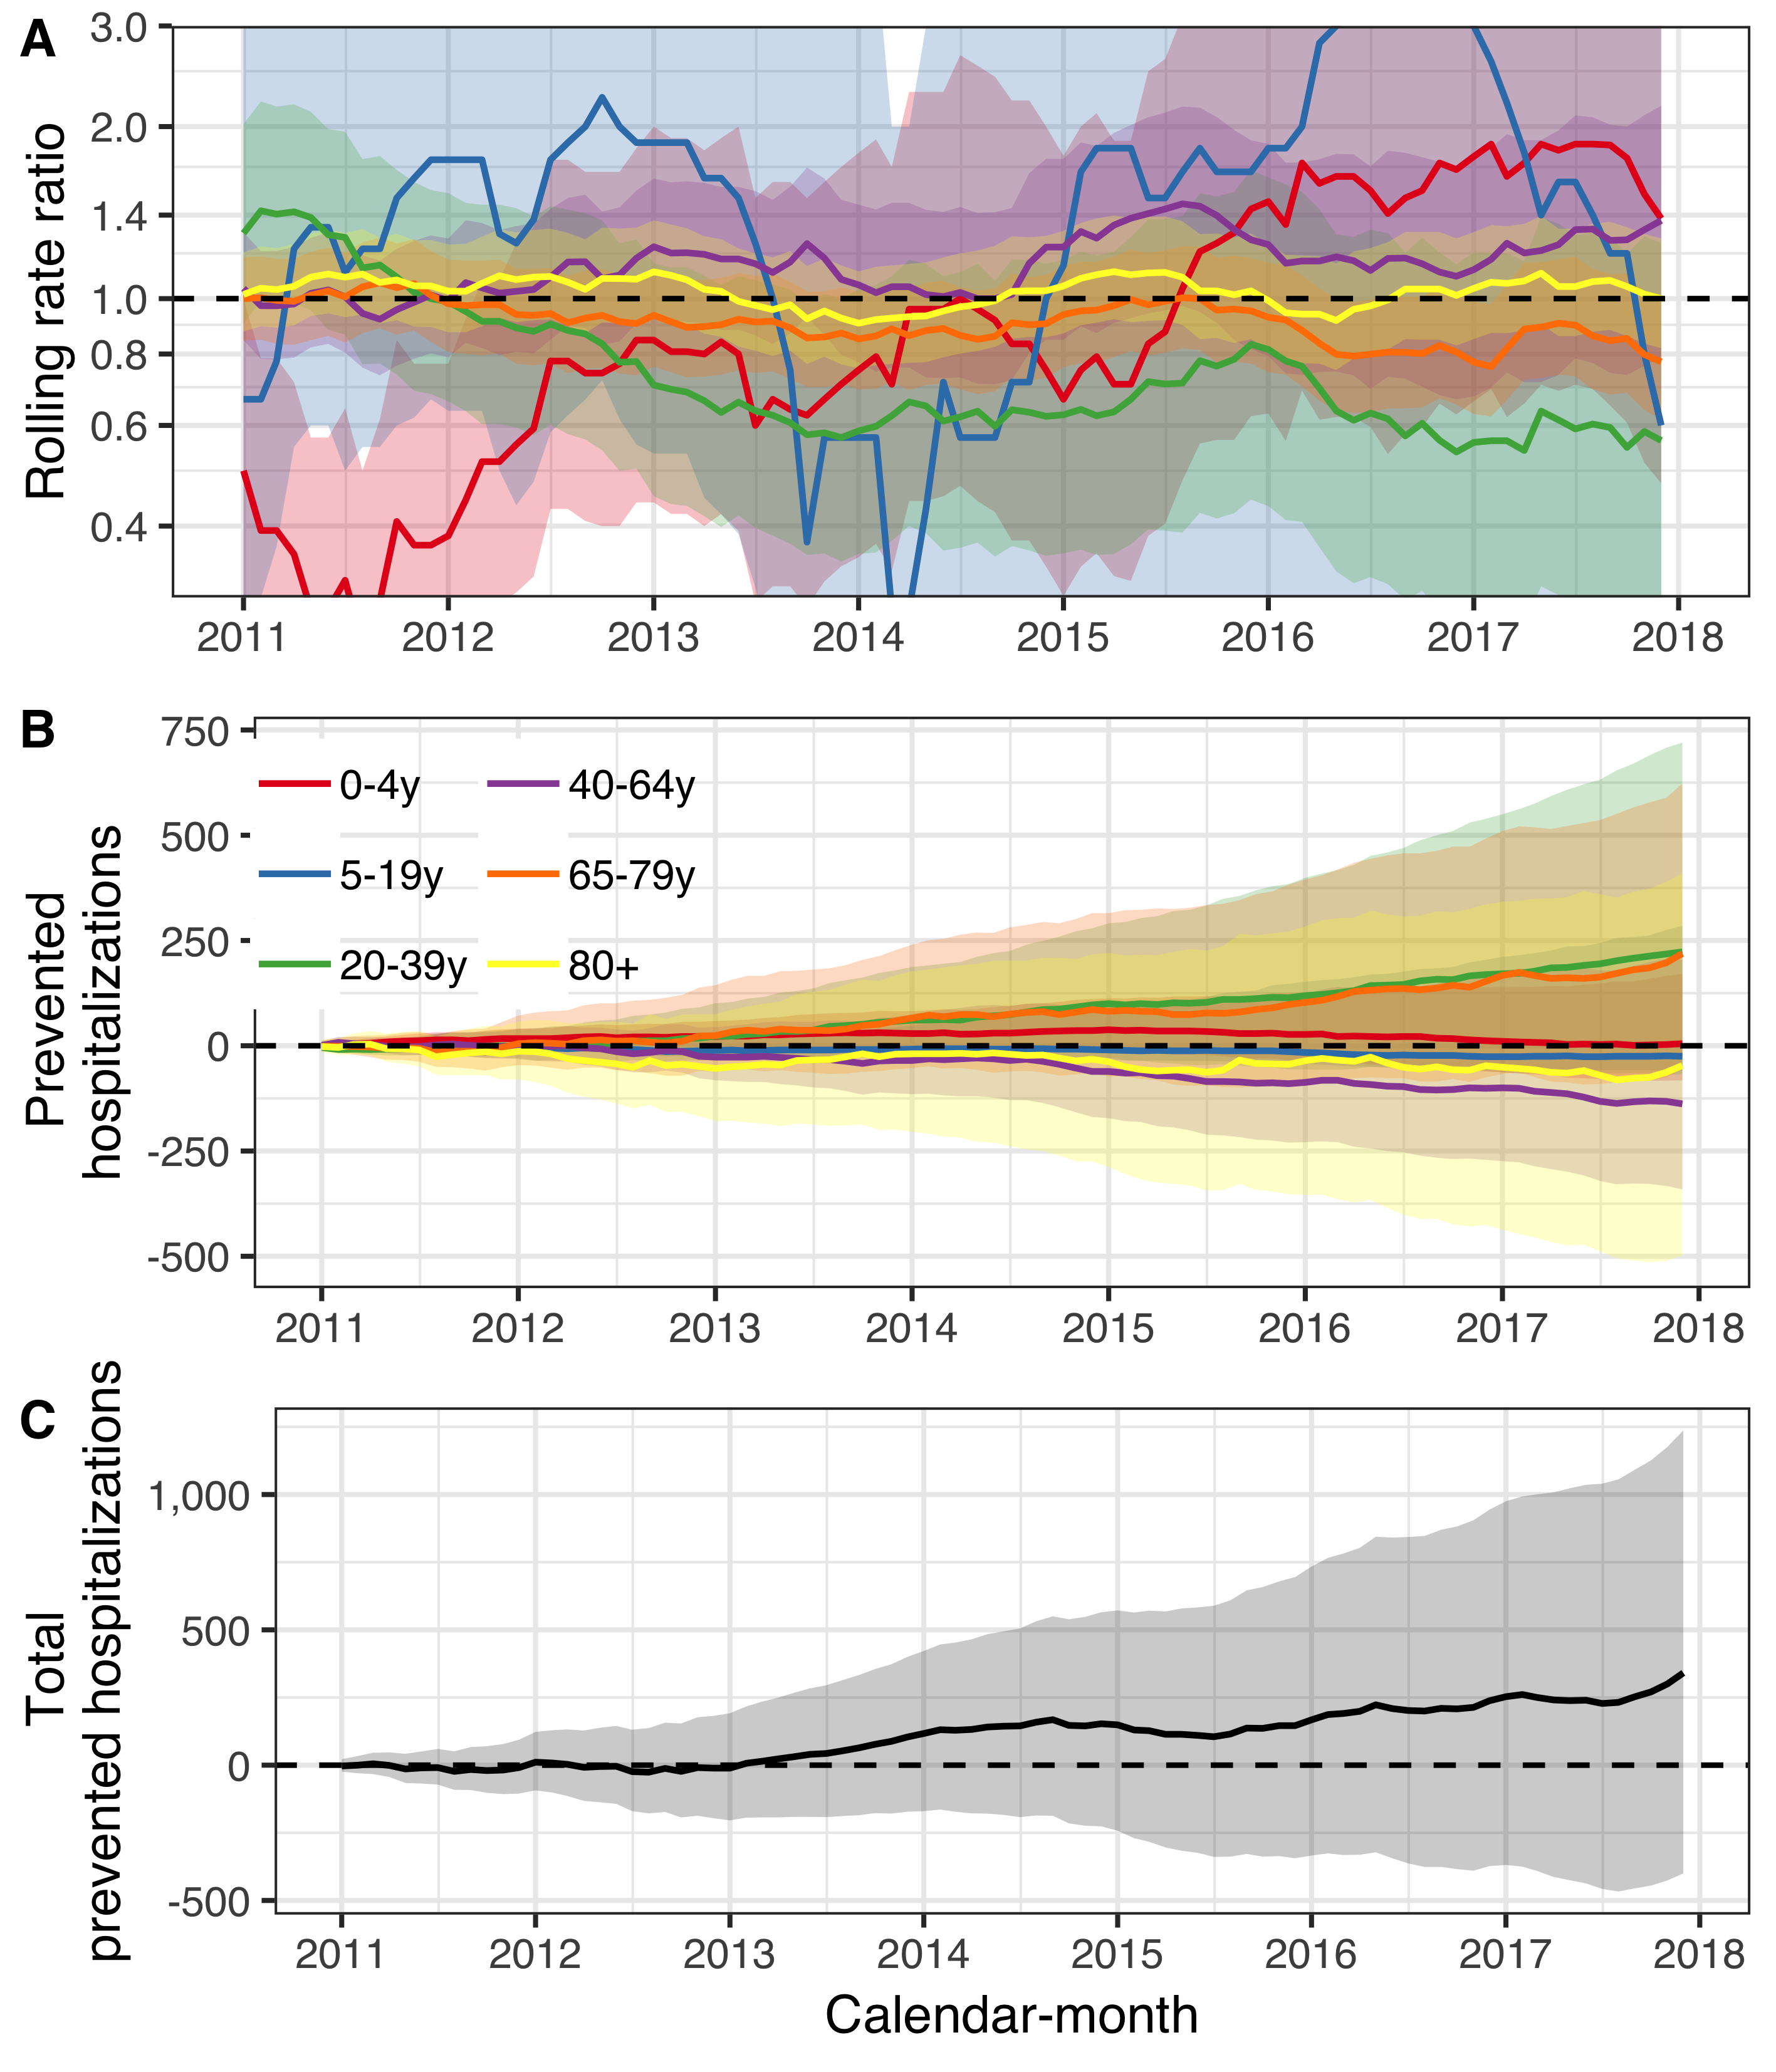 A
Rolling rate ratio
3.0
2.0
1.4
1.0
0.8
0.6
0.4
2011 2012 2013 2014 2015 2016 2017 2018
B
Prevented
hospitalizations
750
500
250
0
-250
-500
0-4y 40-64y
5-19y 65-79y
20-39y 80+
2011 2012 2013 2014 2015 2016 2017 2018
C
Total
prevented hospitalizations
1,000
500
0
-500
2011 2012 2013 2014 2015 2016 2017 2018
Calendar-month